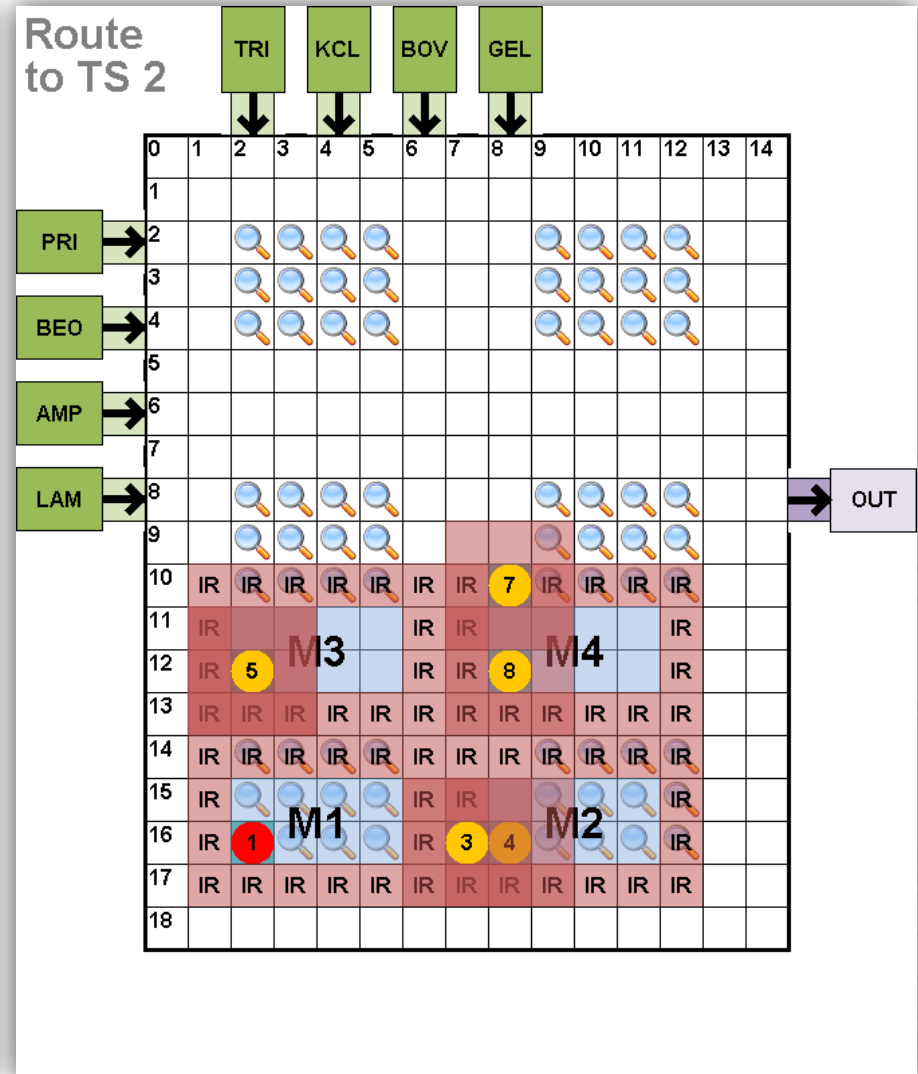 Route
to TS 2
TRI KCL BOV GEL
0 1 2 3 4 5 6 7 8 9 10 11 12 13 14
1
PRI 2
3
BEO 4
5
AMP 6
7
LAM 8 OUT
9
10 IR IR IR IR IR IR IR 7 IR IR IR IR
11 IR IR IR IR
M3 M4
12 IR 5 IR IR 8 IR
13 IR IR IR IR IR IR IR IR IR IR IR IR
14 IR IR IR IR IR IR IR IR IR IR IR IR
15 IR IR IR IR
M1 M2
16 IR 1 IR 3 4 IR
17 IR IR IR IR IR IR IR IR IR IR IR IR
18